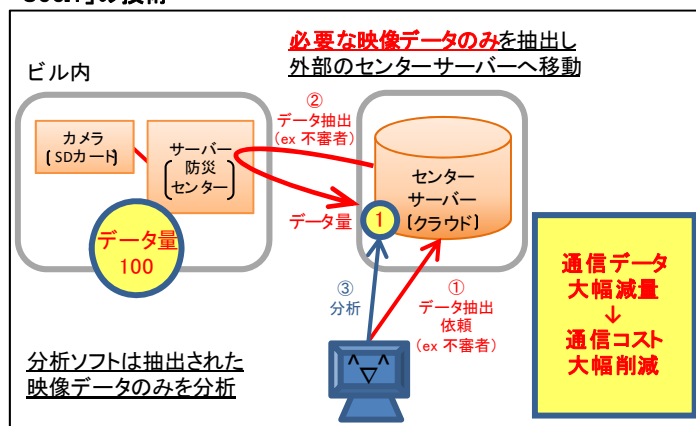 の技術
必要な映像データのみを抽出し
外部のセンターサーバーへ移動
ビル内
②
データ抽出
(ex 不審者)
カメラ
[SDカード]
サーバー
防災
センター
センター
サーバー
[クラウド]
データ量
1
データ量
100
③
分析
①
データ抽出
依頼
(ex 不審者)
通信データ
大幅減量
↓
通信コスト
大幅削減
分析ソフトは抽出された
映像データのみを分析